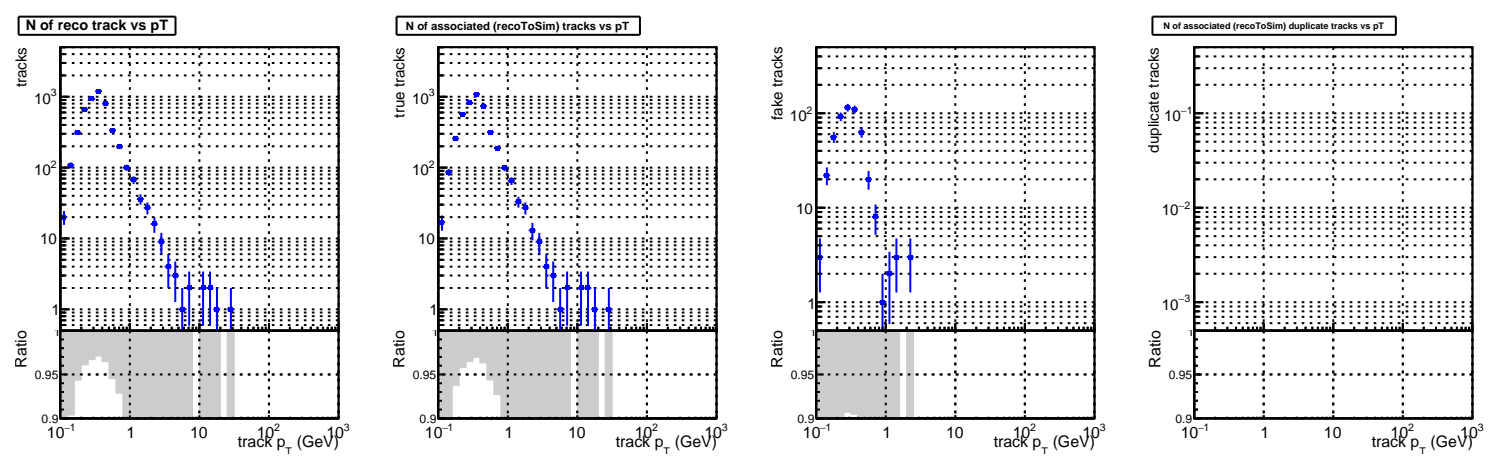 N of reco track vs pT
tracks
10³
10²
10
1
Ratio
1
0.95
0.9
10⁻¹ 1 10 10² 10³
track p_T (GeV)
N of associated (recoToSim) tracks vs pT
true tracks
10³
10²
10
1
Ratio
1
0.95
0.9
10⁻¹ 1 10 10² 10³
track p_T (GeV)
fake tracks
10²
10
1
Ratio
1
0.95
0.9
10⁻¹ 1 10 10² 10³
track p_T (GeV)
N of associated (recoToSim) duplicate tracks vs pT
duplicate tracks
10⁻¹
10⁻²
10⁻³
Ratio
1
0.95
0.9
10⁻¹ 1 10 10² 10³
track p_T (GeV)